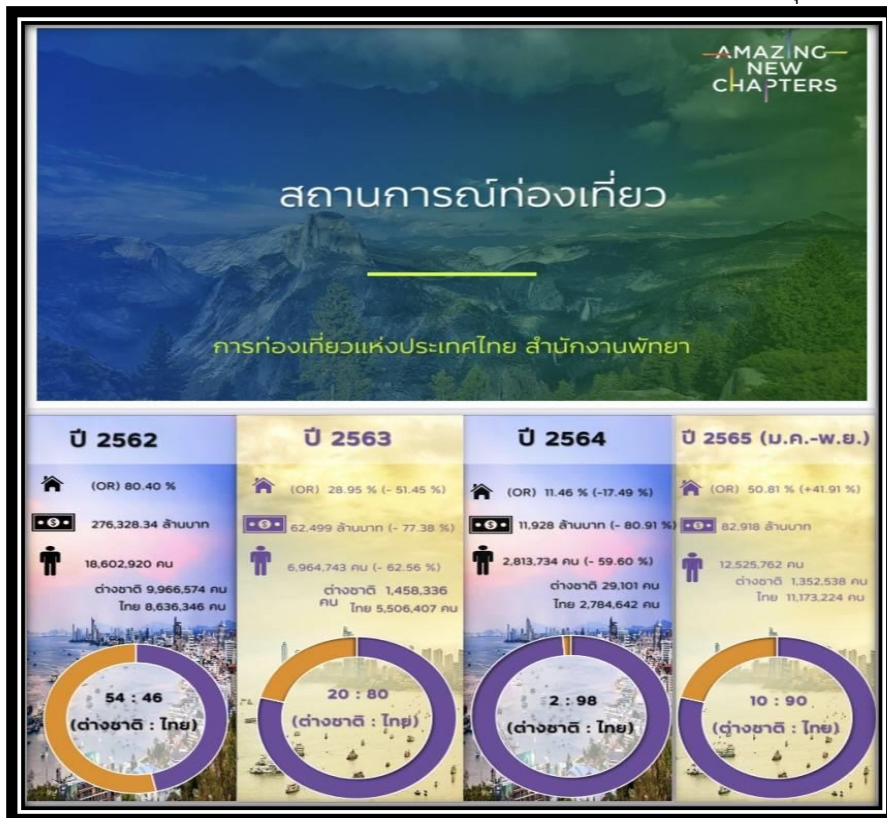 AMAZING
NEW
CHAPTERS
สถานการณ์ท่องเที่ยว
การท่องเที่ยวแห่งประเทศไทย สำนักงานพัทยา
ปี 2562
(OR) 80.40 %
276,328.34 ล้านบาท
18,602,920 คน
ต่างชาติ 9,966,574 คน
ไทย 8,636,346 คน
54 : 46
(ต่างชาติ : ไทย)
ปี 2563
(OR) 28.95 % (- 51.45 %)
62.499 ล้านบาท (- 77.38 %)
6,964,743 คน (- 62.56 %)
ต่างชาติ 1,458,336
คน
ไทย 5,506,407 คน
20 : 80
(ต่างชาติ : ไทย)
ปี 2564
(OR) 11.46 % (-17.49 %)
11,928 ล้านบาท (- 80.91 %)
2,813,734 คน (- 59.60 %)
ต่างชาติ 29,101 คน
ไทย 2,784,642 คน
2 : 98
(ต่างชาติ : ไทย)
ปี 2565 (ม.ค.-พ.ย.)
(OR) 50.81 % (+41.91 %)
82.918 ล้านบาท
12,525,762 คน
ต่างชาติ 1,352,538 คน
ไทย 11,173,224 คน
10 : 90
(ต่างชาติ : ไทย)